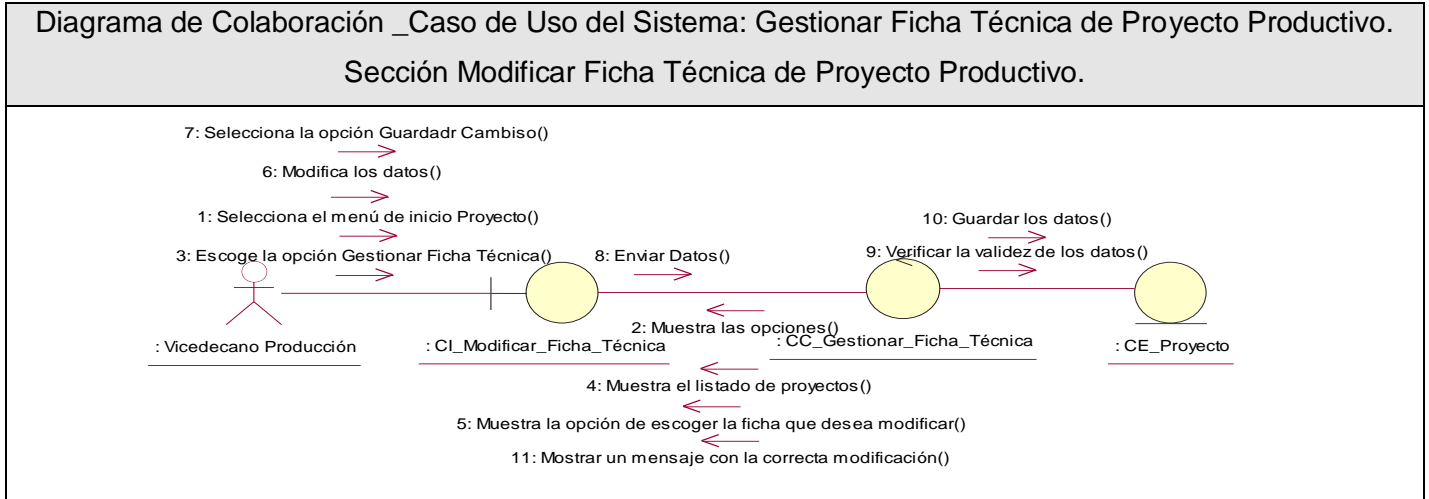 Diagrama de Colaboración _Caso de Uso del Sistema: Gestionar Ficha Técnica de Proyecto Productivo.
Sección Modificar Ficha Técnica de Proyecto Productivo.
7: Selecciona la opción Guardadr Cambiso()
6: Modifica los datos()
1: Selecciona el menú de inicio Proyecto()
3: Escoge la opción Gestionar Ficha Técnica()
8: Enviar Datos()
10: Guardar los datos()
9: Verificar la validez de los datos()
2: Muestra las opciones()
: Vicedecano Producción
: CI_Modificar_Ficha_Técnica
: CC_Gestionar_Ficha_Técnica
: CE_Proyecto
4: Muestra el listado de proyectos()
5: Muestra la opción de escoger la ficha que desea modificar()
11: Mostrar un mensaje con la correcta modificación()